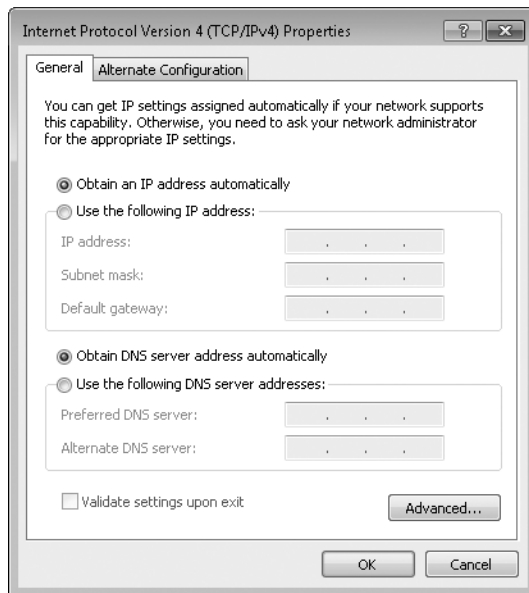 Internet Protocol Version 4 (TCP/IPv4) Properties
General Alternate Configuration
You can get IP settings assigned automatically if your network supports
this capability. Otherwise, you need to ask your network administrator
for the appropriate IP settings.
Obtain an IP address automatically
Use the following IP address:
IP address: . . .
Subnet mask: . . .
Default gateway: . . .
Obtain DNS server address automatically
Use the following DNS server addresses:
Preferred DNS server: . . .
Alternate DNS server: . . .
Validate settings upon exit
Advanced...
OK Cancel